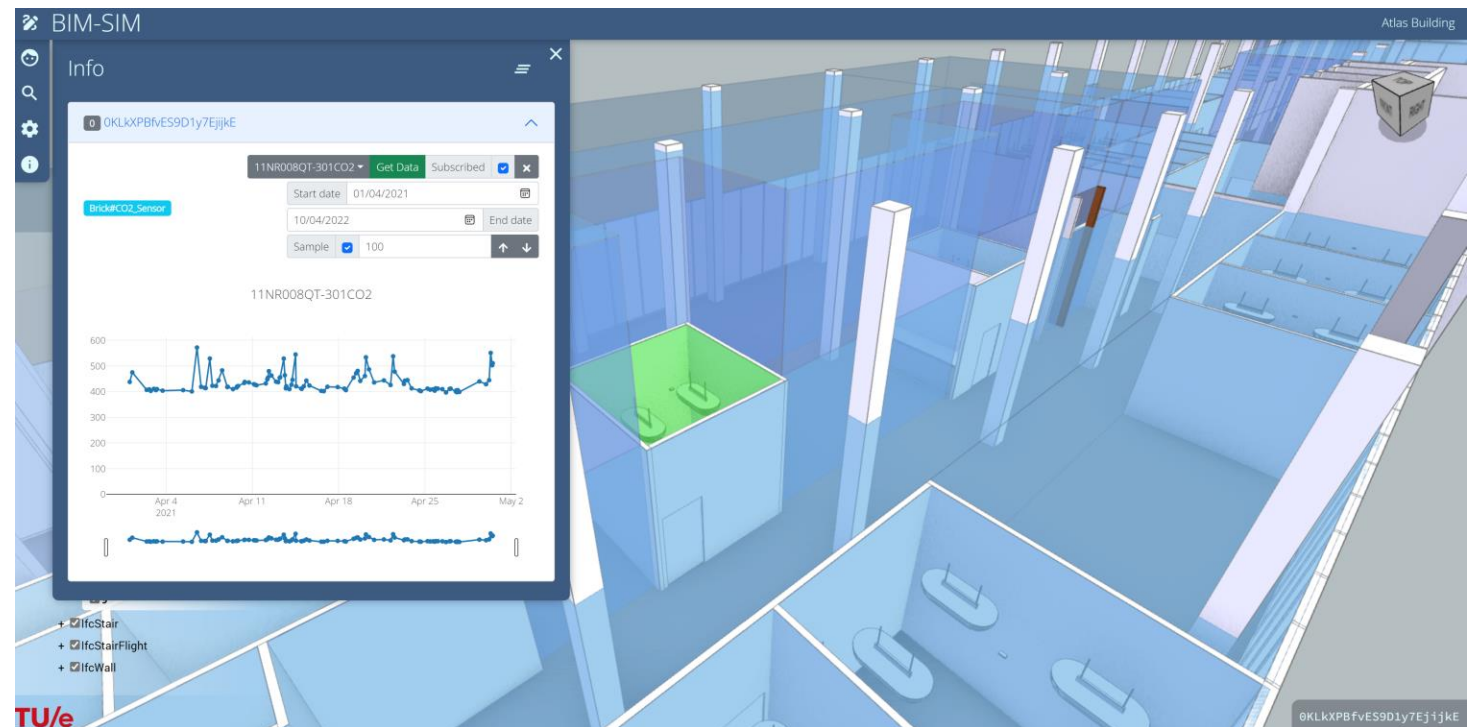 BIM-SIM
Atlas Building
Info
0 0KLkXPBfvES9D1y7EjijkE
11NR008QT-301CO2 Get Data Subscribed
Start date 01/04/2021
Brick#CO2_Sensor
10/04/2022 End date
Sample 100
11NR008QT-301CO2
600
500
400
300
200
100
0
Apr 4 Apr 11 Apr 18 Apr 25 May 2
2021
+ IfcStair
+ IfcStairFlight
+ IfcWall
TU/e
0KLkXPBfvES9D1y7EjijkE
RIGHT